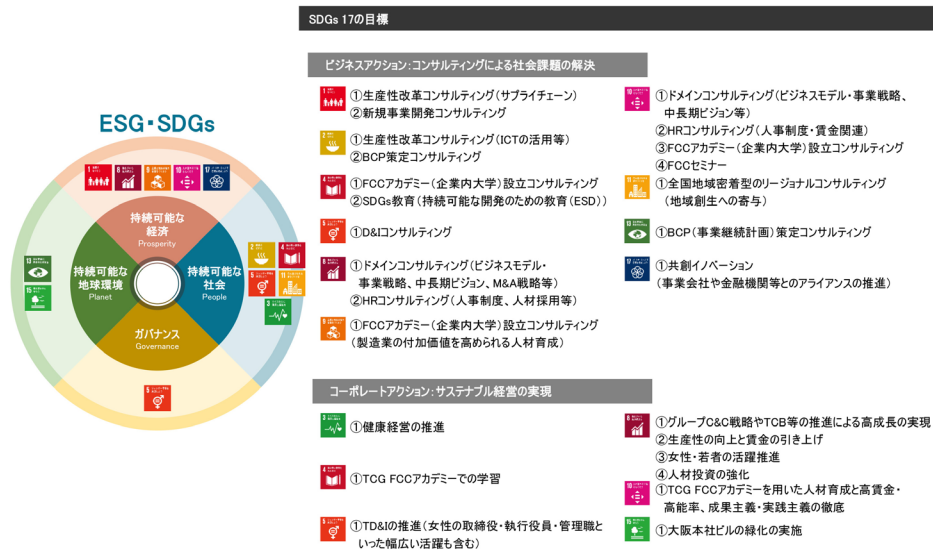 SDGs 17の目標
ESG・SDGs
1
8
9
10
17
持続可能な
経済
Prosperity
持続可能な
地球環境
Planet
持続可能な
社会
People
ガバナンス
Governance
13
15
2
4
5
11
3
5
ビジネスアクション：コンサルティングによる社会課題の解決
1
①生産性改革コンサルティング（サプライチェーン）
②新規事業開発コンサルティング
2
①生産性改革コンサルティング（ICTの活用等）
②BCP策定コンサルティング
4
①FCCアカデミー（企業内大学）設立コンサルティング
②SDGs教育（持続可能な開発のための教育（ESD））
5
①D&Iコンサルティング
8
①ドメインコンサルティング（ビジネスモデル・
事業戦略、中長期ビジョン、M&A戦略等）
②HRコンサルティング（人事制度、人材採用等）
9
①FCCアカデミー（企業内大学）設立コンサルティング
（製造業の付加価値を高められる人材育成）
10
①ドメインコンサルティング（ビジネスモデル・事業戦略、
中長期ビジョン等）
②HRコンサルティング（人事制度・賃金関連）
③FCCアカデミー（企業内大学）設立コンサルティング
④FCCセミナー
11
①全国地域密着型のリージョナルコンサルティング
（地域創生への寄与）
13
①BCP（事業継続計画）策定コンサルティング
17
①共創イノベーション
（事業会社や金融機関等とのアライアンスの推進）
コーポレートアクション：サステナブル経営の実現
3
①健康経営の推進
4
①TCG FCCアカデミーでの学習
5
①TD&Iの推進（女性の取締役・執行役員・管理職と
いった幅広い活躍も含む）
8
①グループC&C戦略やTCB等の推進による高成長の実現
②生産性の向上と賃金の引き上げ
③女性・若者の活躍推進
④人材投資の強化
10
①TCG FCCアカデミーを用いた人材育成と高賃金・
高能率、成果主義・実践主義の徹底
15
①大阪本社ビルの緑化の実施